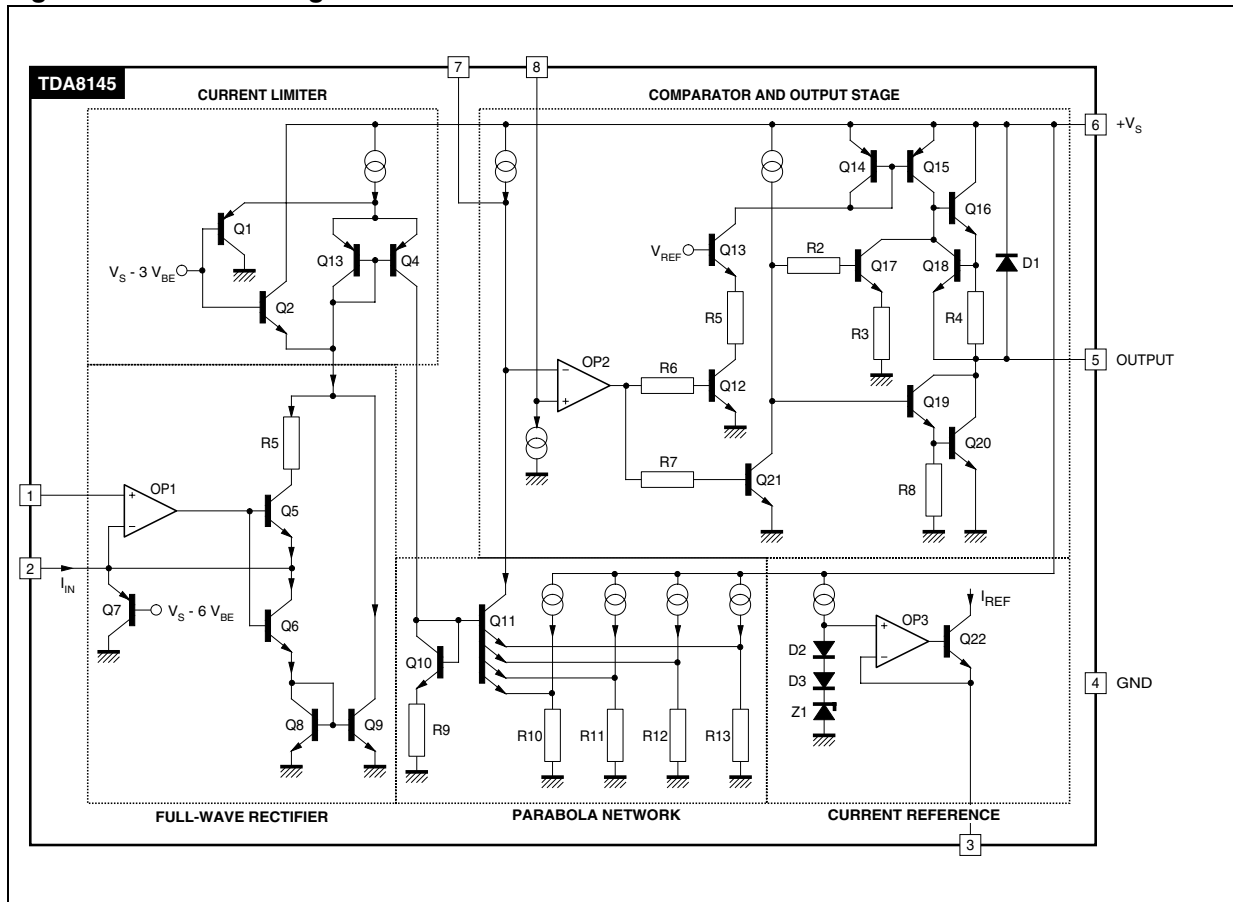 TDA8145
7
8
CURRENT LIMITER
COMPARATOR AND OUTPUT STAGE
6 +VS
Q14
Q15
Q16
Q1
Q13
Q4
VREF
Q13
R2
Q17
Q18
D1
VS - 3 VBE
Q2
R5
R3
R4
5 OUTPUT
OP2
R6
Q12
Q19
R5
Q20
R7
Q21
R8
1
OP1
Q5
2
IIN
Q7
VS - 6 VBE
Q6
Q11
IREF
OP3
Q22
Q10
D2
D3
4 GND
Z1
Q8
Q9
R9
R10
R11
R12
R13
FULL-WAVE RECTIFIER
PARABOLA NETWORK
CURRENT REFERENCE
3